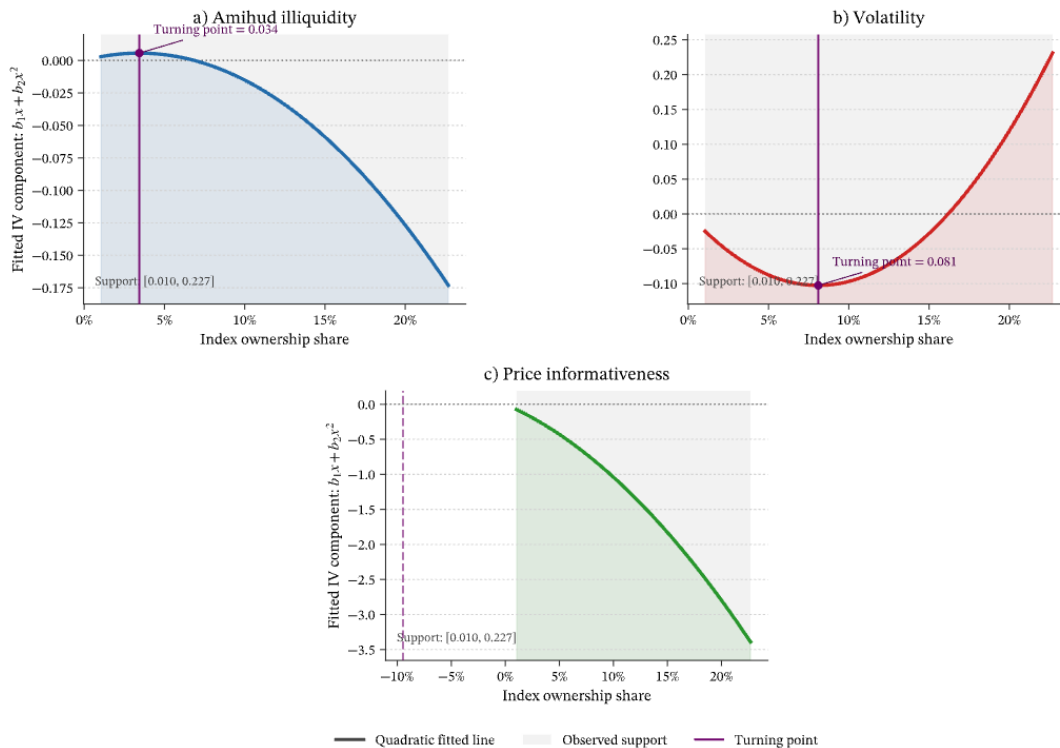 a) Amihud illiquidity
Turning point = 0.034
0.000
−0.025
−0.050
−0.075
−0.100
−0.125
−0.150
−0.175
Fitted IV component: b₁x + b₂x²
Support: [0.010, 0.227]
0% 5% 10% 15% 20%
Index ownership share
b) Volatility
0.25
0.20
0.15
0.10
0.05
0.00
−0.05
−0.10
Turning point = 0.081
Support: [0.010, 0.227]
0% 5% 10% 15% 20%
Index ownership share
c) Price informativeness
0.0
−0.5
−1.0
−1.5
−2.0
−2.5
−3.0
−3.5
Fitted IV component: b₁x + b₂x²
Support: [0.010, 0.227]
−10% −5% 0% 5% 10% 15% 20%
Index ownership share
Quadratic fitted line Observed support Turning point